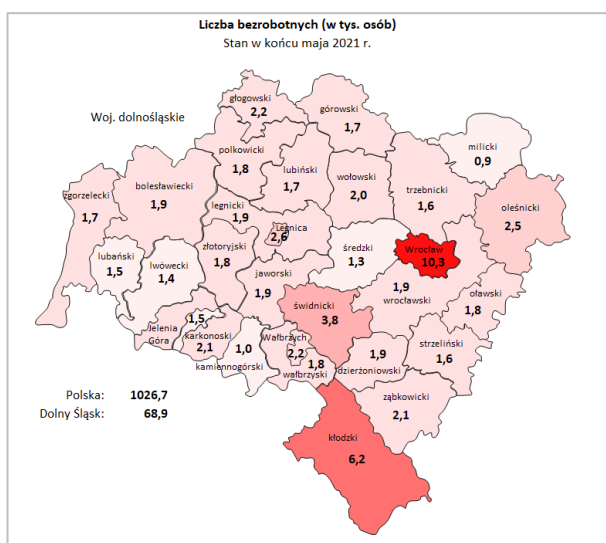 Liczba bezrobotnych (w tys. osób)
Stan w końcu maja 2021 r.
Woj. dolnośląskie
głogowski
2,2
górowski
1,7
milicki
0,9
polkowicki
1,8
lubiński
1,7
wołowski
2,0
trzebnicki
1,6
oleśnicki
2,5
zgorzelecki
1,7
bolesławiecki
1,9
legnicki
1,9
Legnica
2,6
lubański
1,5
lwówecki
1,4
złotoryjski
1,8
średzki
1,3
Wrocław
10,3
jaworski
1,9
1,9
wrocławski
oławski
1,8
świdnicki
3,8
Jelenia
Góra
1,5
karkonoski
2,1
1,0
kamiennogórski
Wałbrzych
2,2
1,8
wałbrzyski
1,9
dzierżoniowski
strzeliński
1,6
ząbkowicki
2,1
kłodzki
6,2
Polska: 1026,7
Dolny Śląsk: 68,9